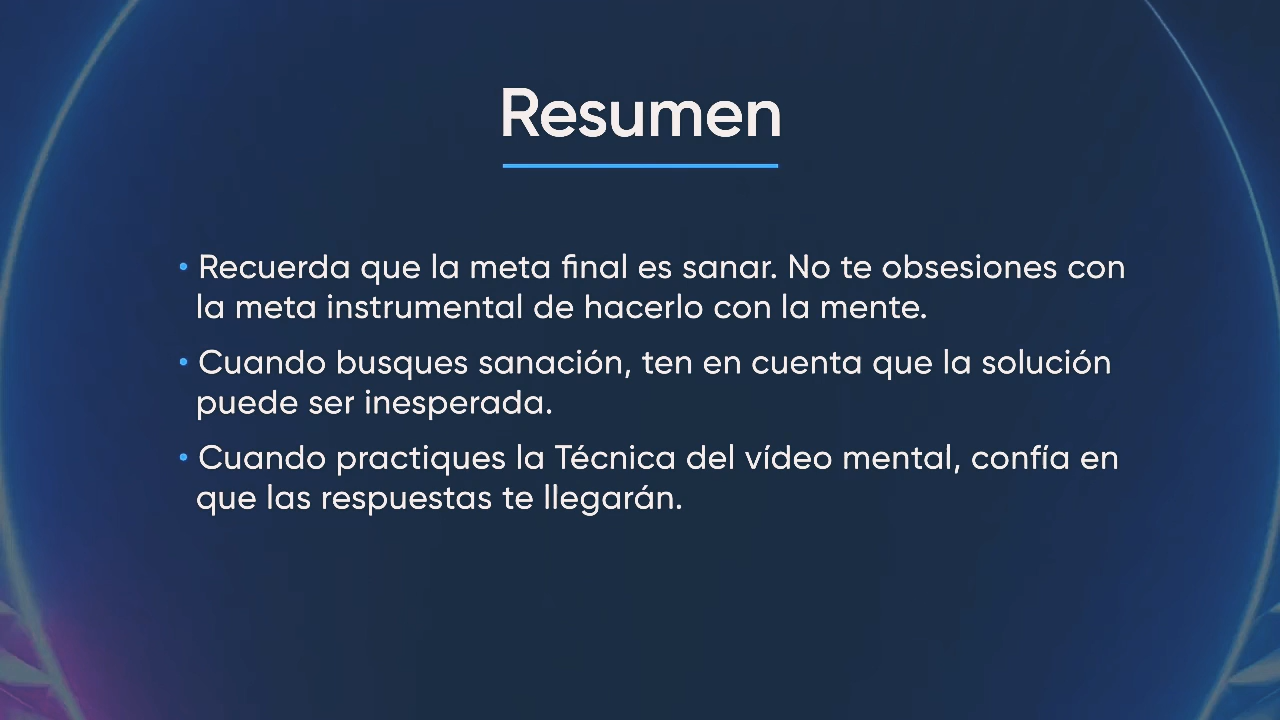 Resumen
• Recuerda que la meta final es sanar. No te obsesiones con
la meta instrumental de hacerlo con la mente.
• Cuando busques sanación, ten en cuenta que la solución
puede ser inesperada.
• Cuando practiques la Técnica del vídeo mental, confía en
que las respuestas te llegarán.